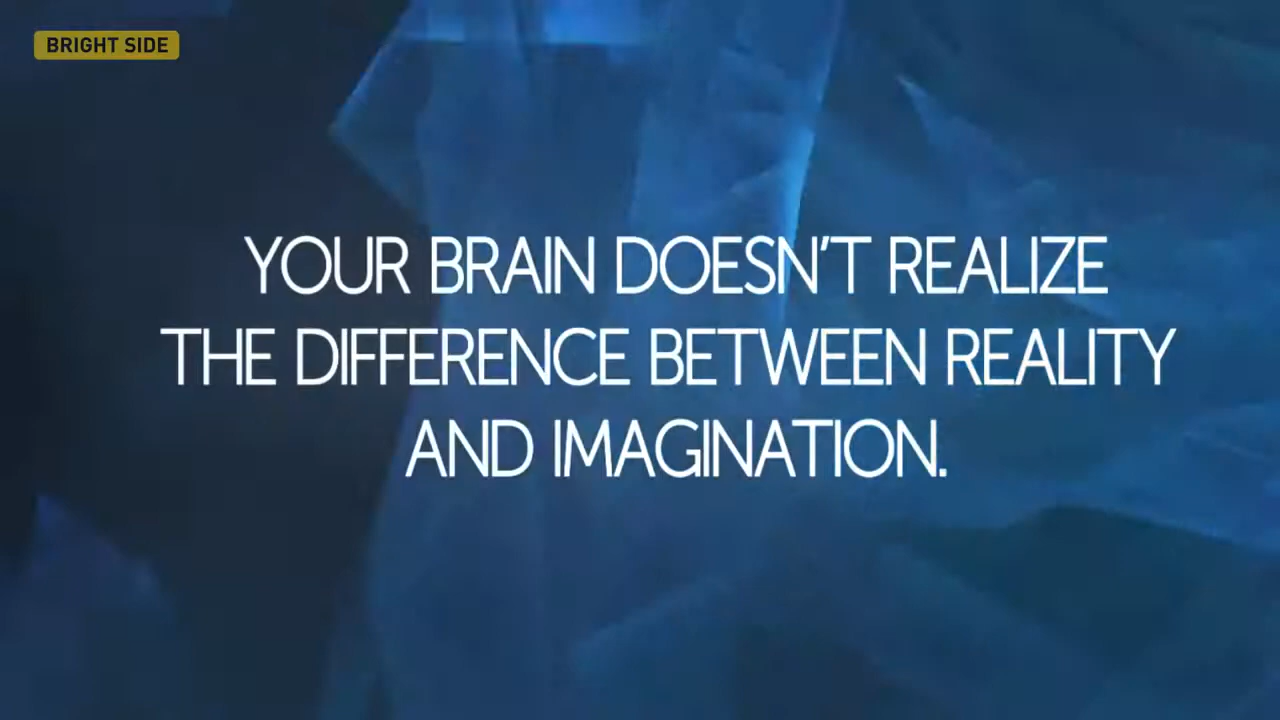 BRIGHT SIDE
YOUR BRAIN DOESN'T REALIZE
THE DIFFERENCE BETWEEN REALITY
AND IMAGINATION.